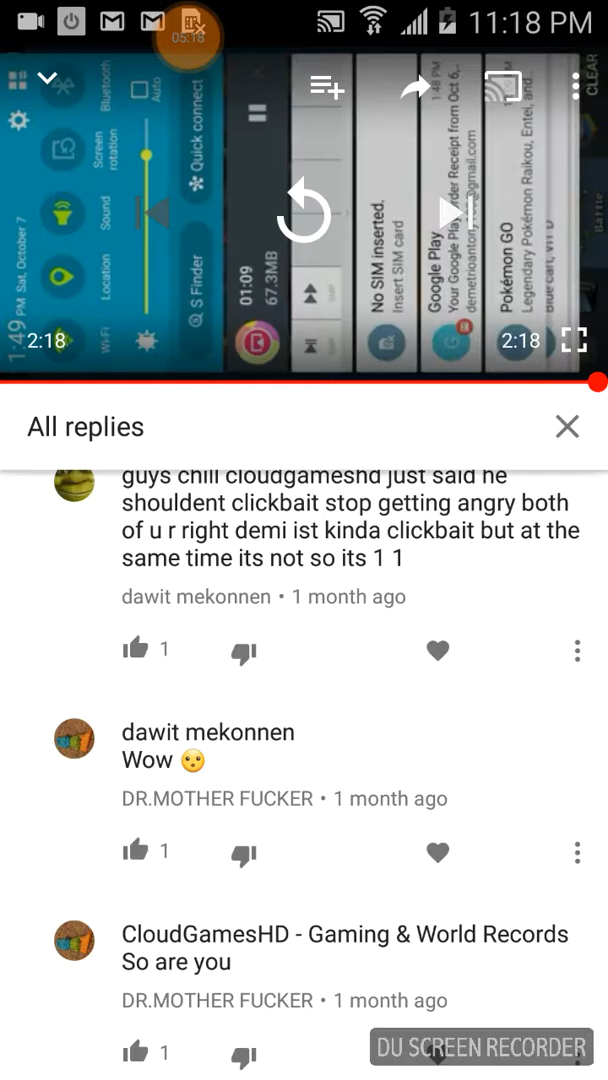 05:18
11:18 PM
1:49 PM Sat, October 7
Wi-Fi
Location
Sound
Screen
rotation
Bluetooth
Auto
S Finder
Quick connect
01:09
67.3MB
No SIM inserted.
Insert SIM card
Google Play
1:48 PM
Your Google Play
Receipt from Oct 6,...
@gmail.com
Pokémon GO
Legendary Pokémon Raikou, Entei, and...
CLEAR
Battle
2:18
2:18
All replies
guys chill cloudgameshd just said he
shouldent clickbait stop getting angry both
of u r right demi ist kinda clickbait but at the
same time its not so its 1 1
dawit mekonnen • 1 month ago
1
dawit mekonnen
Wow 😮
DR.MOTHER FUCKER • 1 month ago
1
CloudGamesHD - Gaming & World Records
So are you
DR.MOTHER FUCKER • 1 month ago
1
DU SCREEN RECORDER